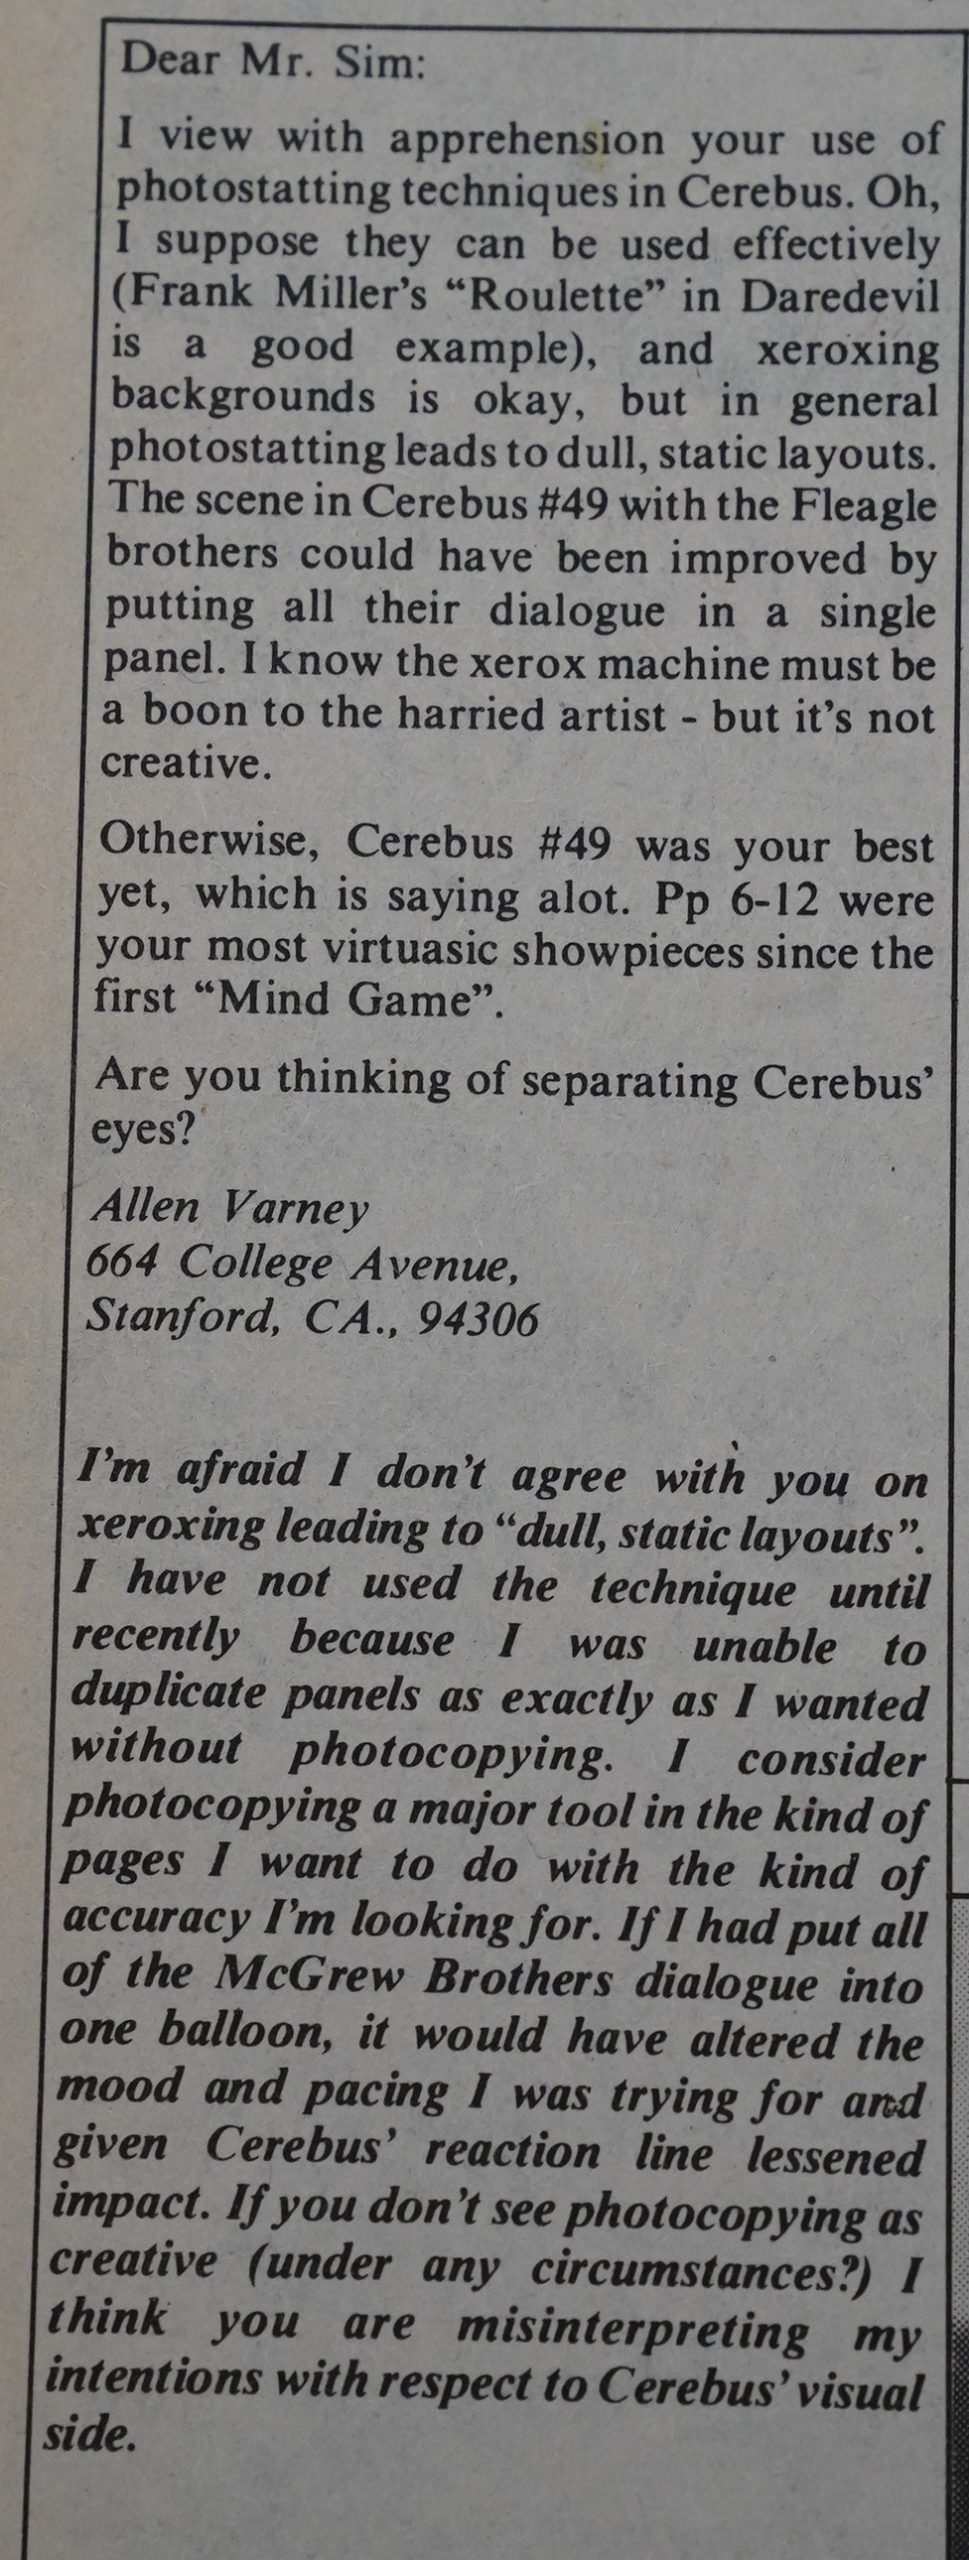 Dear Mr. Sim:
I view with apprehension your use of
photostatting techniques in Cerebus. Oh,
I suppose they can be used effectively
(Frank Miller's “Roulette” in Daredevil
is a good example), and xeroxing
backgrounds is okay, but in general
photostatting leads to dull, static layouts.
The scene in Cerebus #49 with the Fleagle
brothers could have been improved by
putting all their dialogue in a single
panel. I know the xerox machine must be
a boon to the harried artist - but it's not
creative.
Otherwise, Cerebus #49 was your best
yet, which is saying alot. Pp 6-12 were
your most virtuasic showpieces since the
first “Mind Game”.
Are you thinking of separating Cerebus'
eyes?
Allen Varney
664 College Avenue,
Stanford, CA., 94306
I'm afraid I don't agree with you on
xeroxing leading to “dull, static layouts”.
I have not used the technique until
recently because I was unable to
duplicate panels as exactly as I wanted
without photocopying. I consider
photocopying a major tool in the kind of
pages I want to do with the kind of
accuracy I'm looking for. If I had put all
of the McGrew Brothers dialogue into
one balloon, it would have altered the
mood and pacing I was trying for and
given Cerebus' reaction line lessened
impact. If you don't see photocopying as
creative (under any circumstances?) I
think you are misinterpreting my
intentions with respect to Cerebus' visual
side.